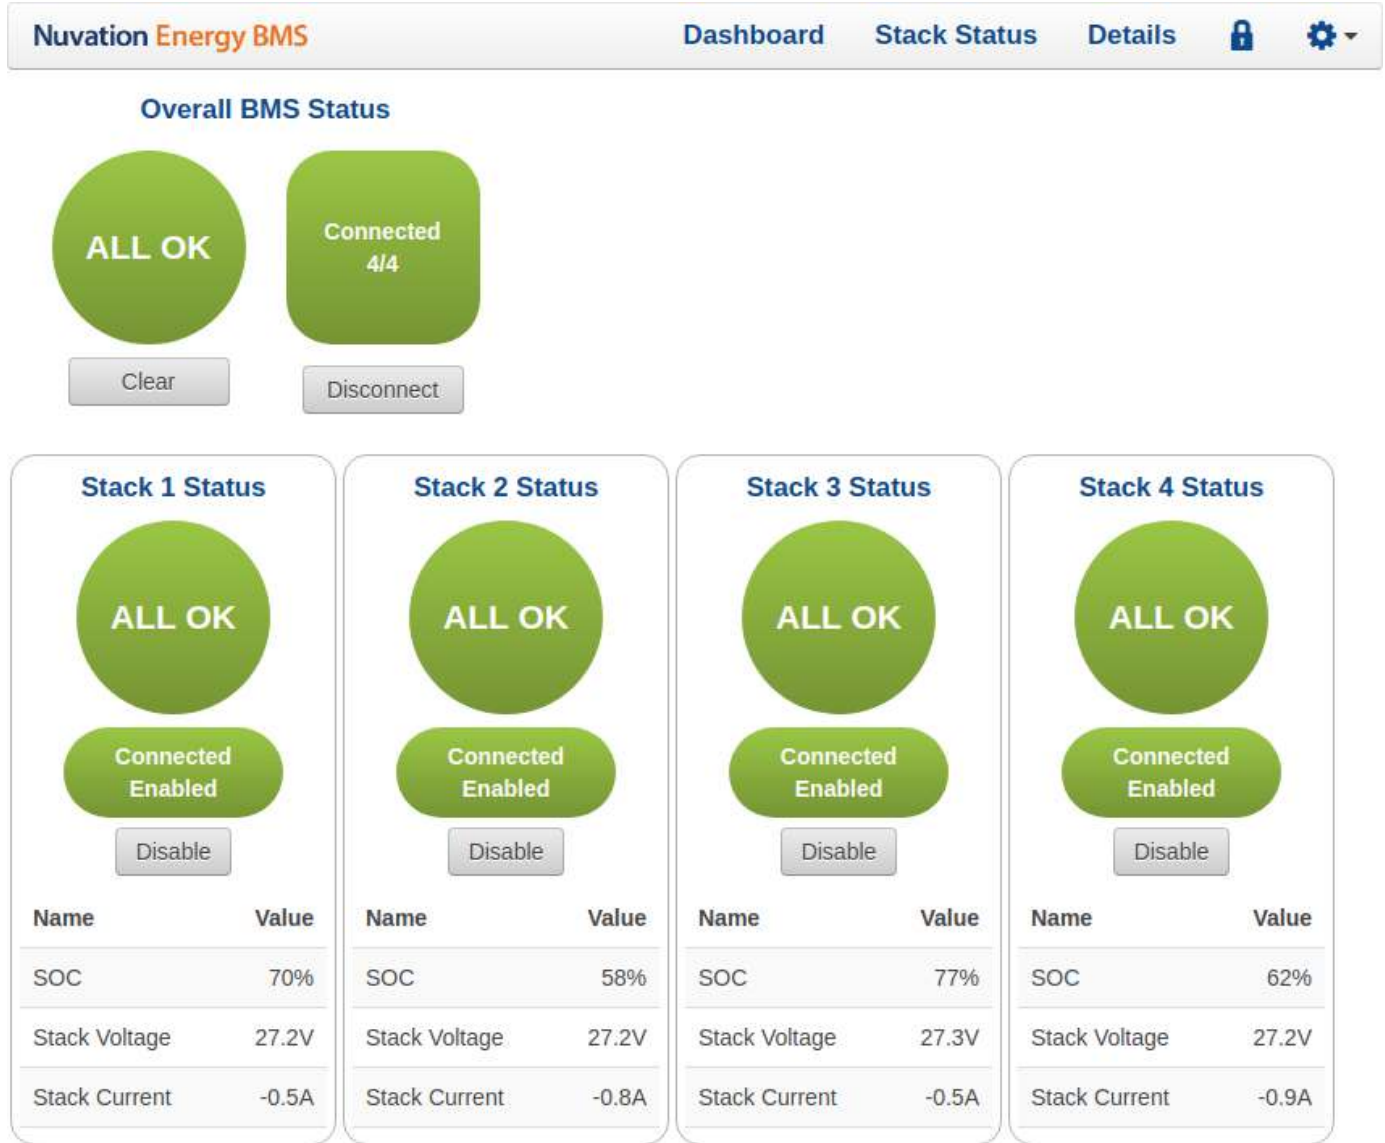 Nuvation Energy BMS Dashboard Stack Status Details
Overall BMS Status
ALL OK
Connected
4/4
Clear
Disconnect
Stack 1 Status
ALL OK
Connected
Enabled
Disable
Name Value
SOC 70%
Stack Voltage 27.2V
Stack Current -0.5A
Stack 2 Status
ALL OK
Connected
Enabled
Disable
Name Value
SOC 58%
Stack Voltage 27.2V
Stack Current -0.8A
Stack 3 Status
ALL OK
Connected
Enabled
Disable
Name Value
SOC 77%
Stack Voltage 27.3V
Stack Current -0.5A
Stack 4 Status
ALL OK
Connected
Enabled
Disable
Name Value
SOC 62%
Stack Voltage 27.2V
Stack Current -0.9A